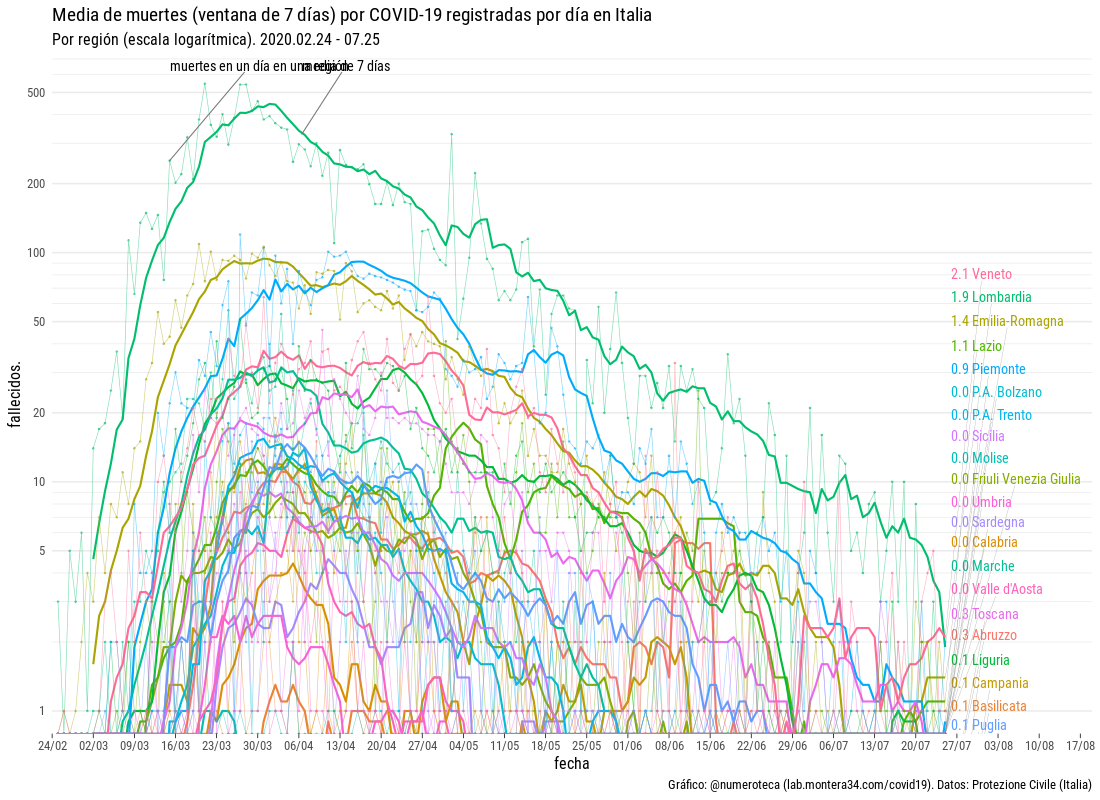 Media de muertes (ventana de 7 días) por COVID-19 registradas por día en Italia
Por región (escala logarítmica). 2020.02.24 - 07.25
muertes en un día en una región
media de 7 días
500
200
100
50
20
10
5
1
fallecidos.
2.1 Veneto
1.9 Lombardia
1.4 Emilia-Romagna
1.1 Lazio
0.9 Piemonte
0.0 P.A. Bolzano
0.0 P.A. Trento
0.0 Sicilia
0.0 Molise
0.0 Friuli Venezia Giulia
0.0 Umbria
0.0 Sardegna
0.0 Calabria
0.0 Marche
0.0 Valle d'Aosta
0.3 Toscana
0.3 Abruzzo
0.1 Liguria
0.1 Campania
0.1 Basilicata
0.1 Puglia
24/02 02/03 09/03 16/03 23/03 30/03 06/04 13/04 20/04 27/04 04/05 11/05 18/05 25/05 01/06 08/06 15/06 22/06 29/06 06/07 13/07 20/07 27/07 03/08 10/08 17/08
fecha
Gráfico: @numeroteca (lab.montera34.com/covid19). Datos: Protezione Civile (Italia)